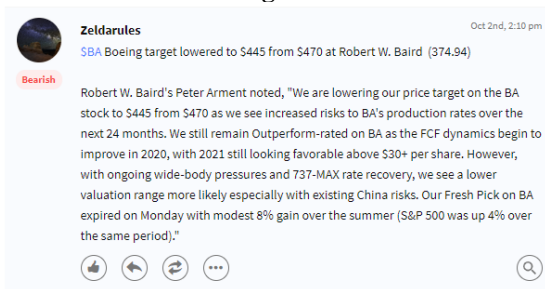 Zeldarules
Oct 2nd, 2:10 pm
$BA Boeing target lowered to $445 from $470 at Robert W. Baird (374.94)
Bearish
Robert W. Baird's Peter Arment noted, "We are lowering our price target on the BA
stock to $445 from $470 as we see increased risks to BA's production rates over the
next 24 months. We still remain Outperform-rated on BA as the FCF dynamics begin to
improve in 2020, with 2021 still looking favorable above $30+ per share. However,
with ongoing wide-body pressures and 737-MAX rate recovery, we see a lower
valuation range more likely especially with existing China risks. Our Fresh Pick on BA
expired on Monday with modest 8% gain over the summer (S&P 500 was up 4% over
the same period)."